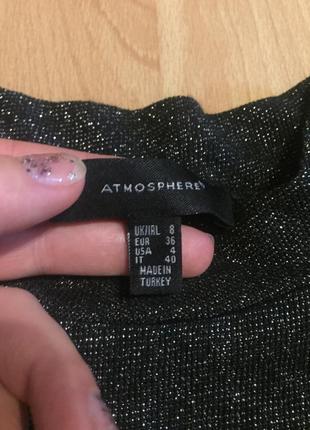 ATMOSPHERE
UK/IRL 8
EUR 36
USA 4
IT 40
MADE IN
TURKEY